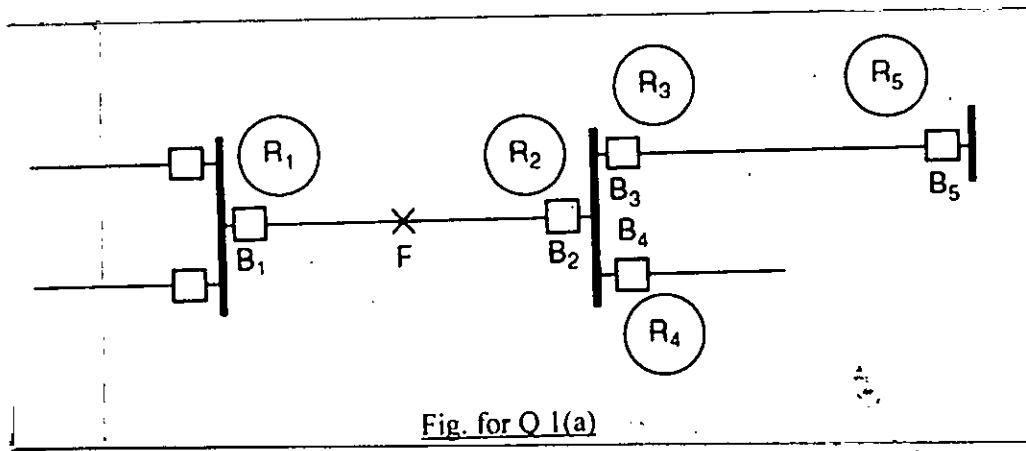 R₃
R₅
R₁
R₂
B₃
B₅
B₁
F
B₂
B₄
R₄
Fig. for Q 1(a)